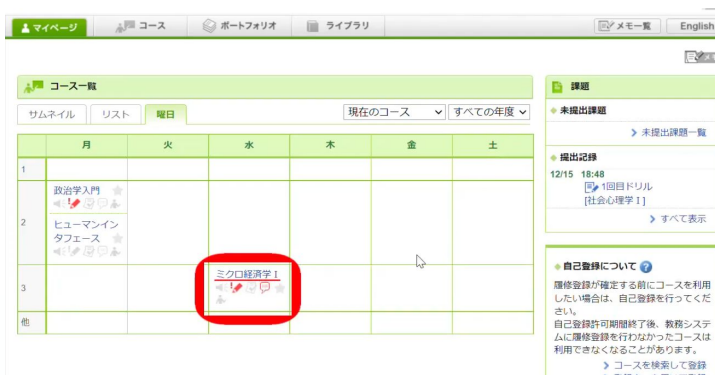 マイページ
コース
ポートフォリオ
ライブラリ
メモ一覧
English
コース一覧
サムネイル
リスト
曜日
現在のコース
すべての年度
月 火 水 木 金 土
1
2
政治学入門
ヒューマンイン
タフェース
3
ミクロ経済学 I
他
課題
未提出課題
未提出課題一覧
提出記録
12/15 18:48
1回目ドリル
[社会心理学 I ]
すべて表示
自己登録について
履修登録が確定する前にコースを利用
したい場合は、自己登録を行ってくだ
さい。
自己登録許可期間終了後、教務システ
ムに履修登録を行わなかったコースは
利用できなくなることがあります。
コースを検索して登録